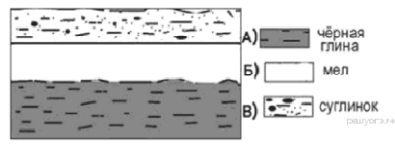 А) чёрная
глина
Б) мел
В) суглинок
решуогэ.рф